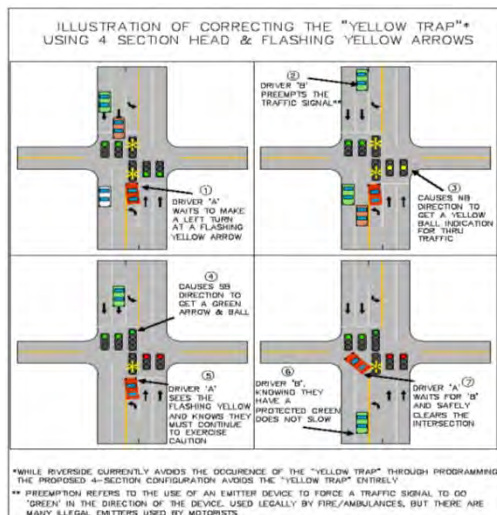 ILLUSTRATION OF CORRECTING THE "YELLOW TRAP"*
USING 4 SECTION HEAD & FLASHING YELLOW ARROWS
①
DRIVER 'A'
WAITS TO MAKE
A LEFT TURN
AT A FLASHING
YELLOW ARROW
②
DRIVER 'B'
PREEMPTS THE
TRAFFIC SIGNAL**
③
CAUSES NB
DIRECTION TO
GET A YELLOW
BALL INDICATION
FOR THRU
TRAFFIC
④
CAUSES SB
DIRECTION TO
GET A GREEN
ARROW & BALL
⑤
DRIVER 'A'
SEES THE
FLASHING YELLOW
AND KNOWS THEY
MUST CONTINUE
TO EXERCISE
CAUTION
⑥
DRIVER 'B',
KNOWING THEY
HAVE A
PROTECTED GREEN
DOES NOT SLOW
⑦
DRIVER 'A'
WAITS FOR 'B'
AND SAFELY
CLEARS THE
INTERSECTION
*WHILE RIVERSIDE CURRENTLY AVOIDS THE OCCURENCE OF THE "YELLOW TRAP" THROUGH PROGRAMMING
THE PROPOSED 4-SECTION CONFIGURATION AVOIDS THE "YELLOW TRAP" ENTIRELY
** PREEMPTION REFERS TO THE USE OF AN EMITTER DEVICE TO FORCE A TRAFFIC SIGNAL TO GO
'GREEN' IN THE DIRECTION OF THE DEVICE. USED LEGALLY BY FIRE/AMBULANCES, BUT THERE ARE
MANY ILLEGAL EMITTERS USED BY MOTORISTS